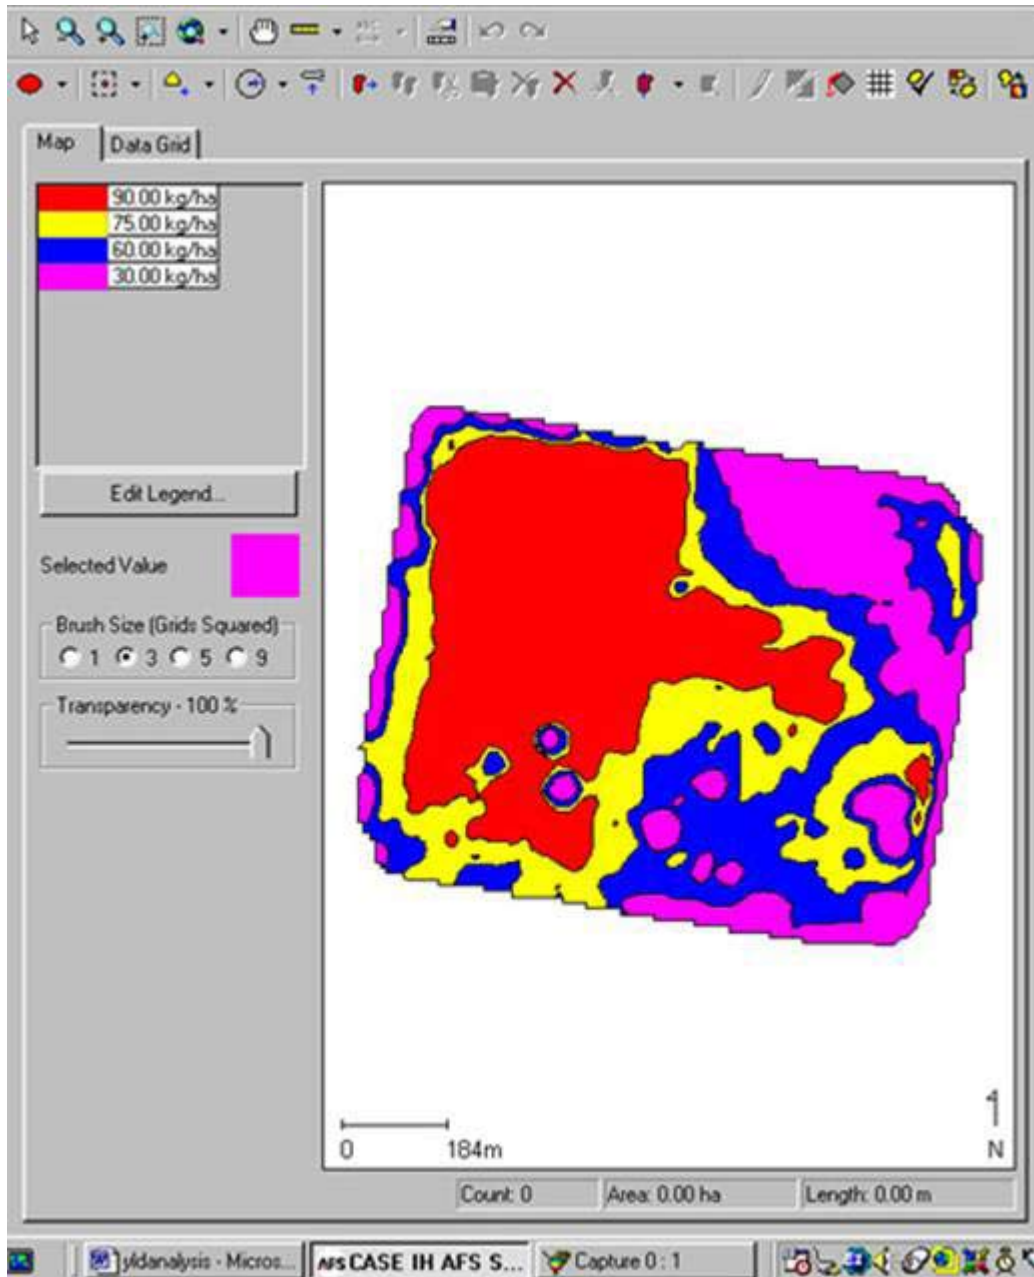 Map Data Grid
90.00 kg/ha
75.00 kg/ha
60.00 kg/ha
30.00 kg/ha
Edit Legend...
Selected Value
Brush Size (Grids Squared)
1 3 5 9
Transparency - 100 %
0 184m N
Count: 0 Area: 0.00 ha Length: 0.00 m
yldanalysis - Micros... AFS CASE IH AFS S... Capture 0 : 1